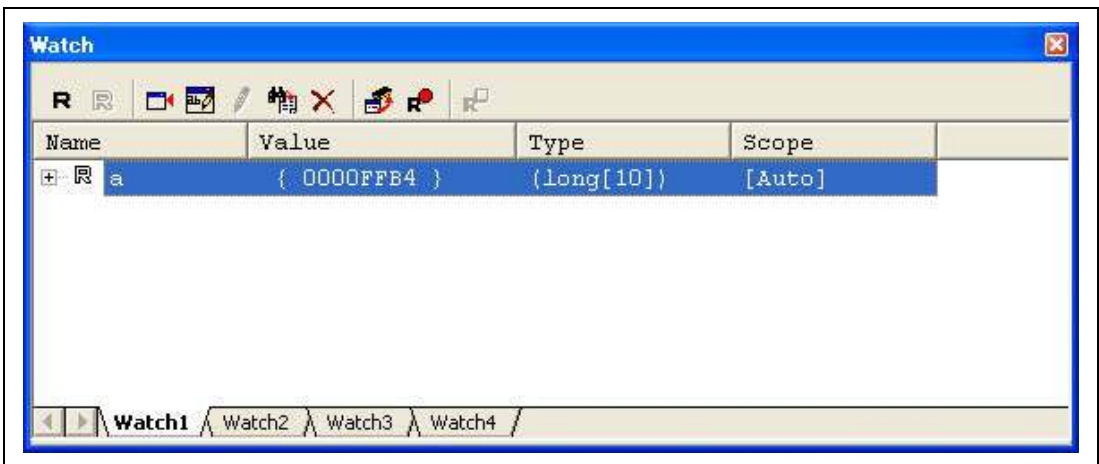 Watch
R R R R
Name Value Type Scope
R a { 0000FFB4 } (long[10]) [Auto]
Watch1 Watch2 Watch3 Watch4